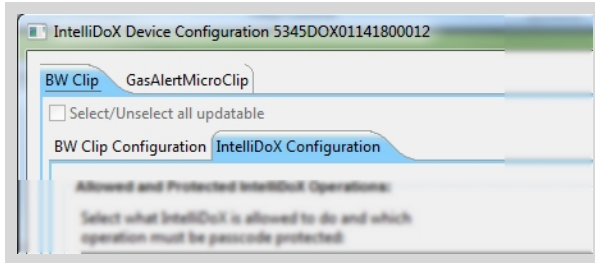 IntelliDoX Device Configuration 5345DOX01141800012
BW Clip GasAlertMicroClip
Select/Unselect all updatable
BW Clip Configuration IntelliDoX Configuration
Allowed and Protected IntelliDoX Operations:
Select what IntelliDoX is allowed to do and which
operation must be passcode protected: